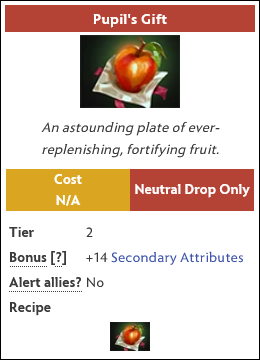 Pupil's Gift
An astounding plate of ever-
replenishing, fortifying fruit.
Cost
N/A
Neutral Drop Only
Tier 2
Bonus [?] +14 Secondary Attributes
Alert allies? No
Recipe